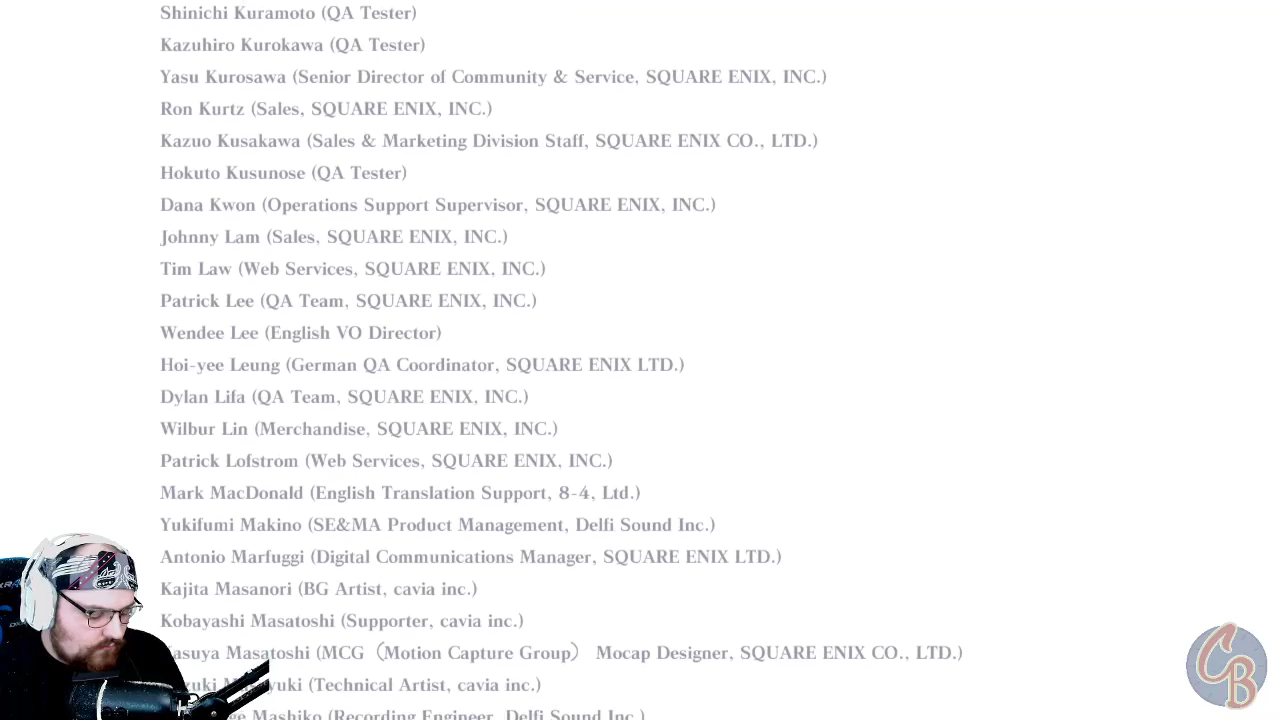 Shinichi Kuramoto (QA Tester)
Kazuhiro Kurokawa (QA Tester)
Yasu Kurosawa (Senior Director of Community & Service, SQUARE ENIX, INC.)
Ron Kurtz (Sales, SQUARE ENIX, INC.)
Kazuo Kusakawa (Sales & Marketing Division Staff, SQUARE ENIX CO., LTD.)
Hokuto Kusunose (QA Tester)
Dana Kwon (Operations Support Supervisor, SQUARE ENIX, INC.)
Johnny Lam (Sales, SQUARE ENIX, INC.)
Tim Law (Web Services, SQUARE ENIX, INC.)
Patrick Lee (QA Team, SQUARE ENIX, INC.)
Wendee Lee (English VO Director)
Hoi-yee Leung (German QA Coordinator, SQUARE ENIX LTD.)
Dylan Lifa (QA Team, SQUARE ENIX, INC.)
Wilbur Lin (Merchandise, SQUARE ENIX, INC.)
Patrick Lofstrom (Web Services, SQUARE ENIX, INC.)
Mark MacDonald (English Translation Support, 8-4, Ltd.)
Yukifumi Makino (SE&MA Product Management, Delfi Sound Inc.)
Antonio Marfuggi (Digital Communications Manager, SQUARE ENIX LTD.)
Kajita Masanori (BG Artist, cavia inc.)
Kobayashi Masatoshi (Supporter, cavia inc.)
Masatoshi (MCG（Motion Capture Group） Mocap Designer, SQUARE ENIX CO., LTD.)
(Technical Artist, cavia inc.)
Mashiko (Recording Engineer, Delfi Sound Inc.)
CB